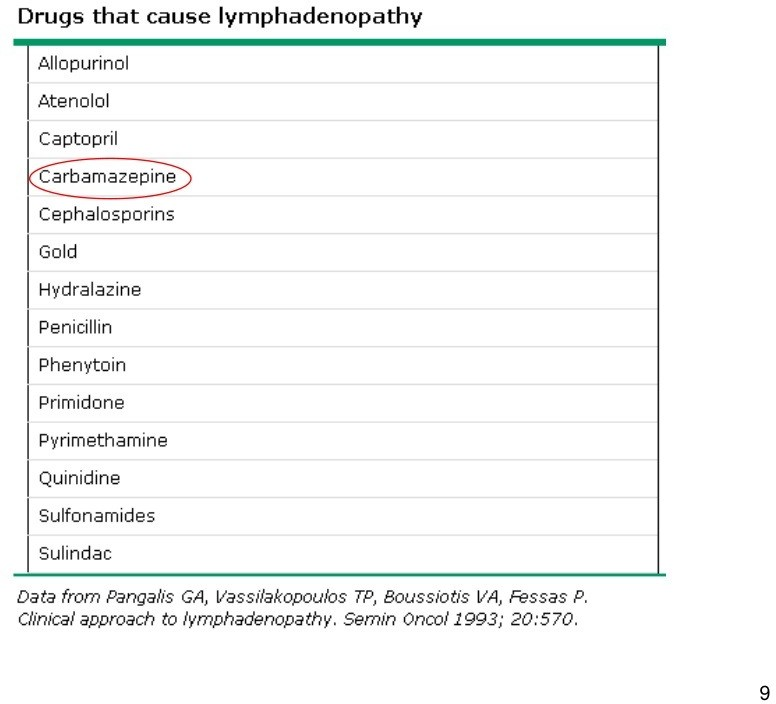 Drugs that cause lymphadenopathy
Allopurinol
Atenolol
Captopril
Carbamazepine
Cephalosporins
Gold
Hydralazine
Penicillin
Phenytoin
Primidone
Pyrimethamine
Quinidine
Sulfonamides
Sulindac
Data from Pangalis GA, Vassilakopoulos TP, Boussiotis VA, Fessas P.
Clinical approach to lymphadenopathy. Semin Oncol 1993; 20:570.
9